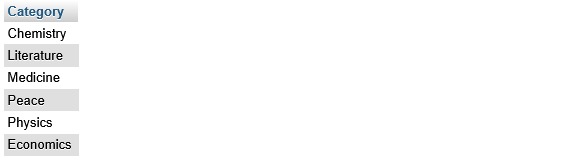 Category
Chemistry
Literature
Medicine
Peace
Physics
Economics